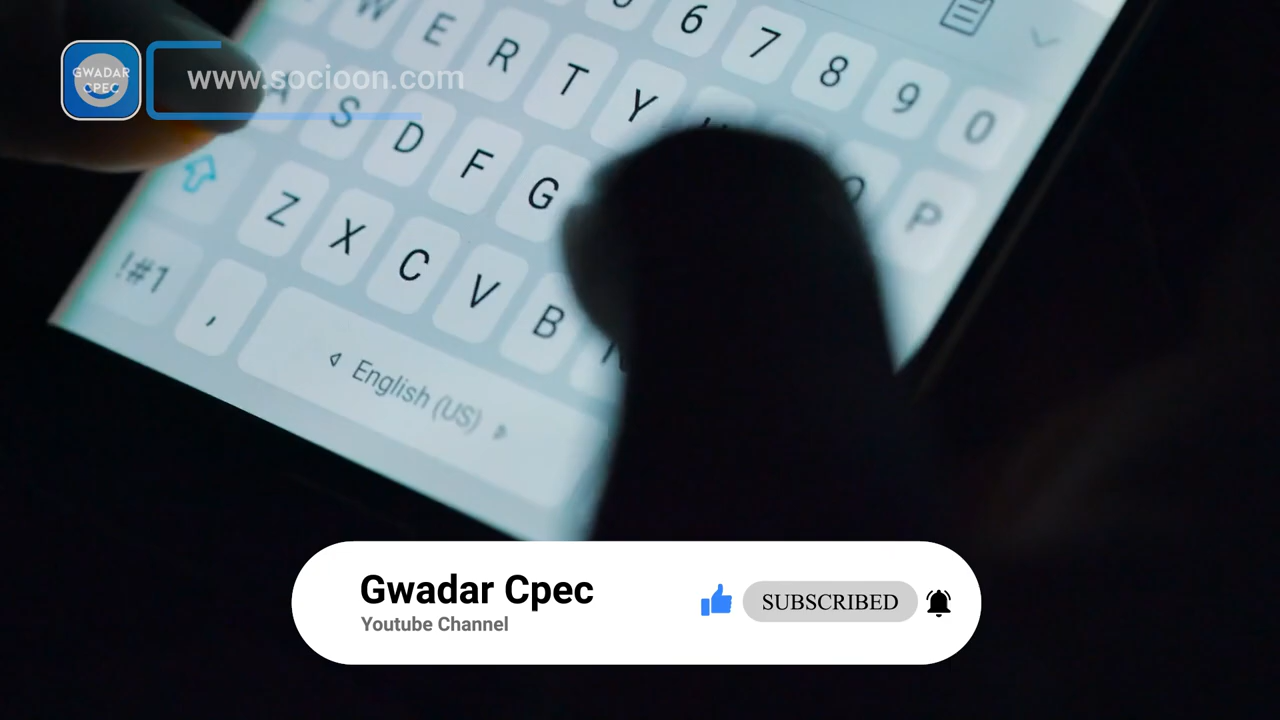 GWADAR
CPEC
www.socioon.com
6 7 8 9 0
W E R T Y P
A S D F G
Z X C V B N
!#1 , English (US)
Gwadar Cpec
Youtube Channel
SUBSCRIBED